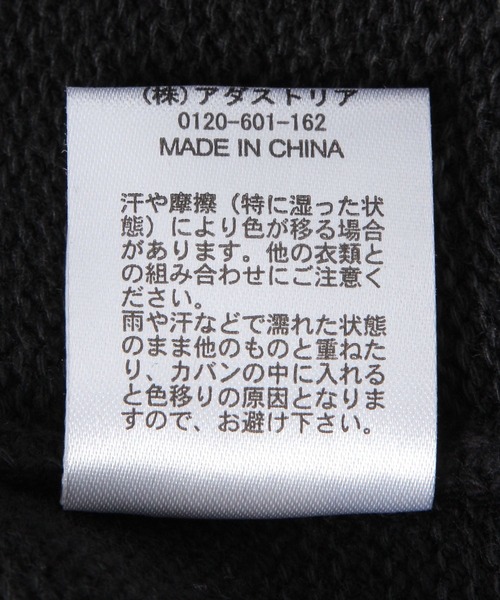 (株)アダストリア
0120-601-162
MADE IN CHINA
汗や摩擦（特に湿った状
態）により色が移る場合
があります。他の衣類と
の組み合わせにご注意く
ださい。
雨や汗などで濡れた状態
のまま他のものと重ねた
り、カバンの中に入れる
と色移りの原因となりま
すので、お避け下さい。